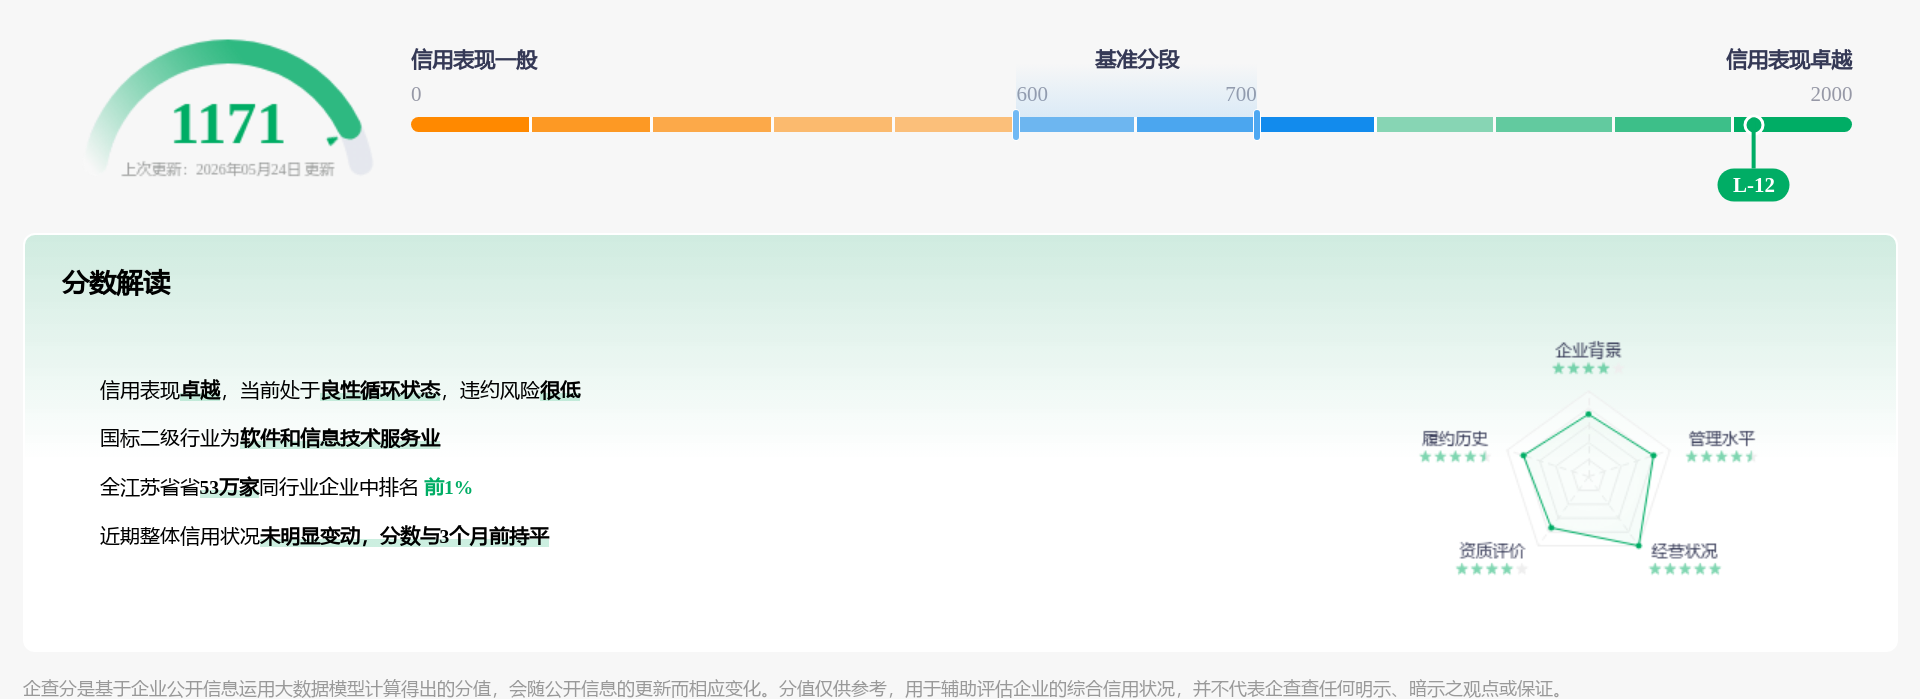 信用表现一般
基准分段
信用表现卓越
0
600
700
2000
1171
上次更新：2026年05月24日 更新
L-12
分数解读
信用表现卓越，当前处于良性循环状态，违约风险很低
国标二级行业为软件和信息技术服务业
全江苏省省53万家同行业企业中排名 前1%
近期整体信用状况未明显变动，分数与3个月前持平
企业背景
履约历史
管理水平
资质评价
经营状况
企查分是基于企业公开信息运用大数据模型计算得出的分值，会随公开信息的更新而相应变化。分值仅供参考，用于辅助评估企业的综合信用状况，并不代表企查查任何明示、暗示之观点或保证。